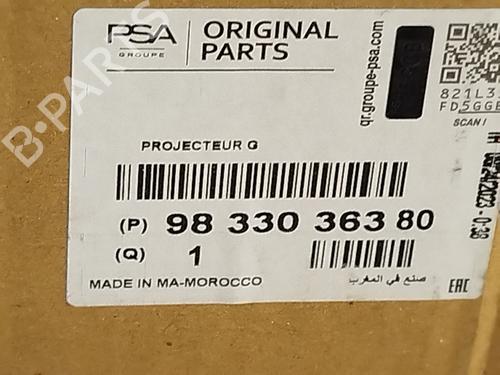 PSA
GROUPE
ORIGINAL
PARTS
qr.groupe-psa.com
FD5GGE
SCAN
PROJECTEUR G
(P) 98 330 363 80
(Q) 1
MADE IN MA-MOROCCO
صنع في المغرب
EAC
B-PARTS